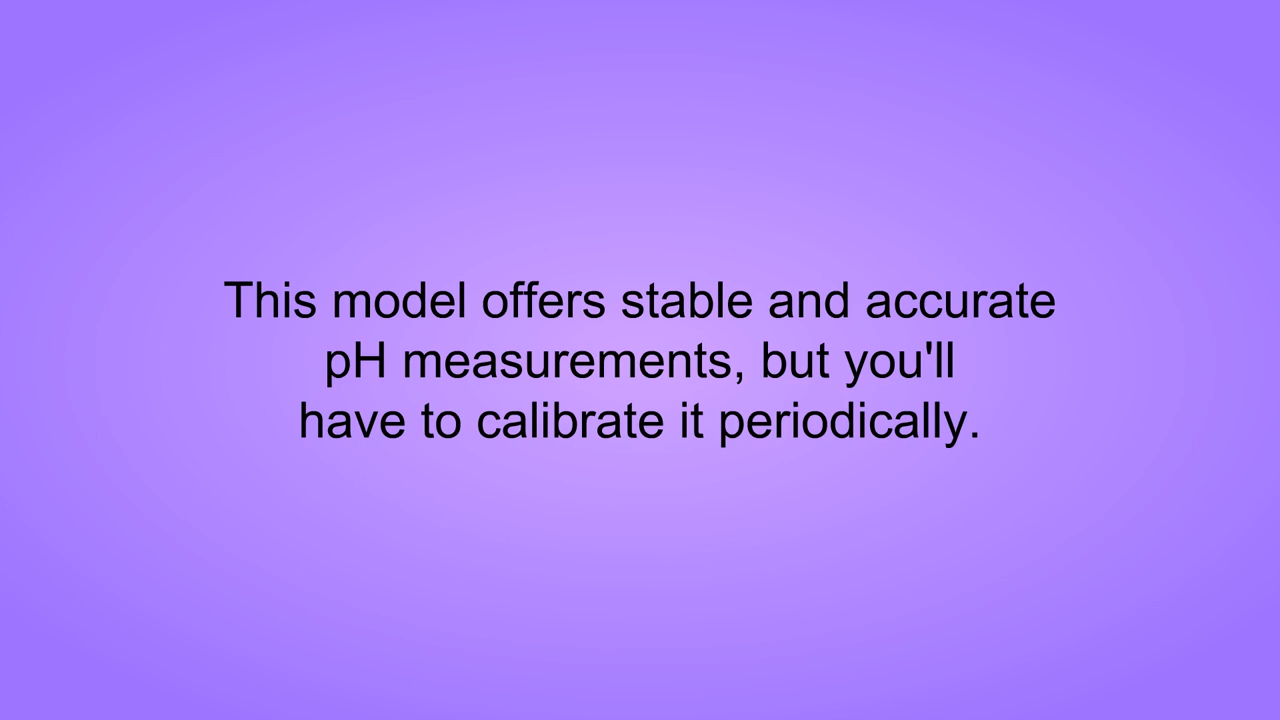 This model offers stable and accurate
pH measurements, but you'll
have to calibrate it periodically.